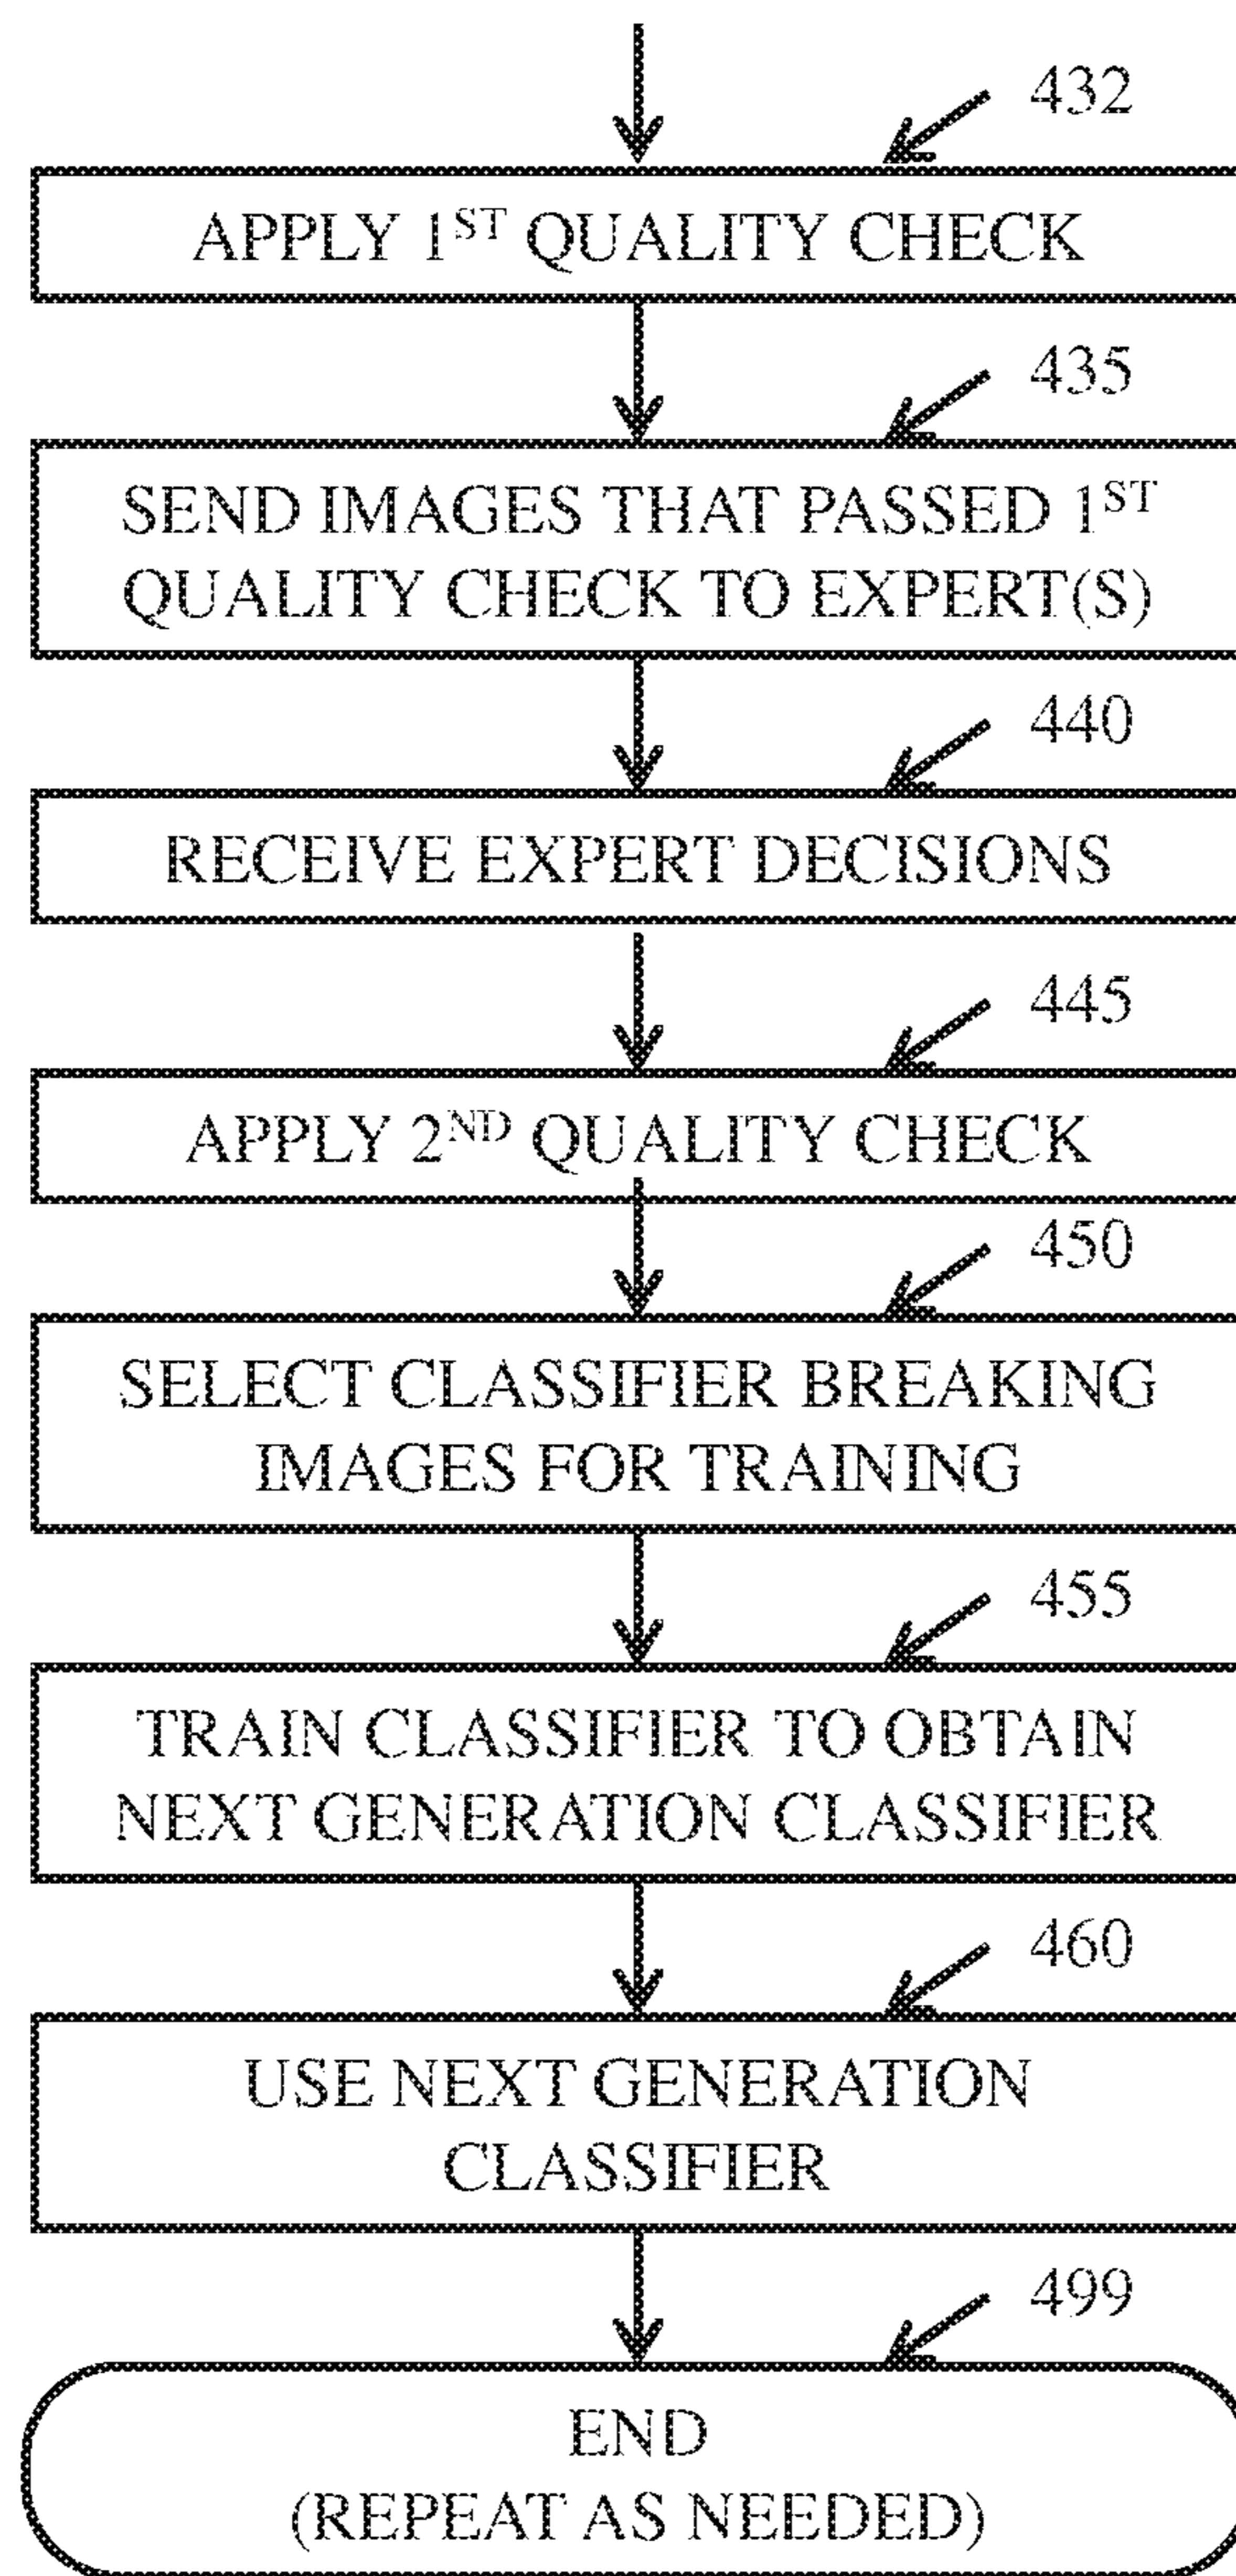 432
APPLY 1ST QUALITY CHECK
435
SEND IMAGES THAT PASSED 1ST
QUALITY CHECK TO EXPERT(S)
440
RECEIVE EXPERT DECISIONS
445
APPLY 2ND QUALITY CHECK
450
SELECT CLASSIFIER BREAKING
IMAGES FOR TRAINING
455
TRAIN CLASSIFIER TO OBTAIN
NEXT GENERATION CLASSIFIER
460
USE NEXT GENERATION
CLASSIFIER
499
END
(REPEAT AS NEEDED)